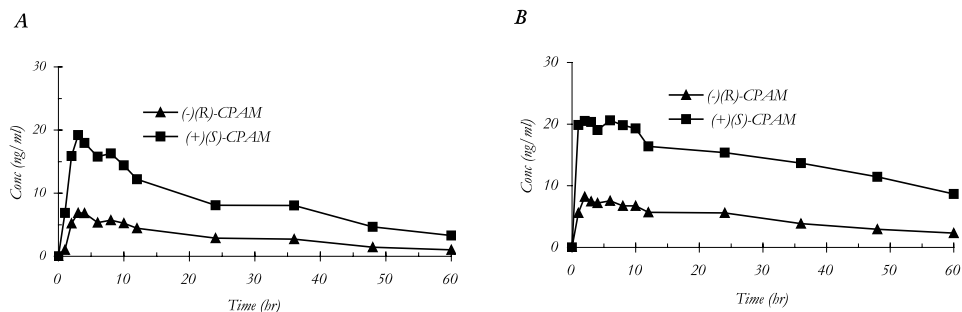 A
30
20
10
0
Conc (ng/ml)
(-)(R)-CPAM
(+)(S)-CPAM
0 10 20 30 40 50 60
Time (hr)
B
30
20
10
0
Conc (ng/ml)
(-)(R)-CPAM
(+)(S)-CPAM
0 10 20 30 40 50 60
Time (hr)